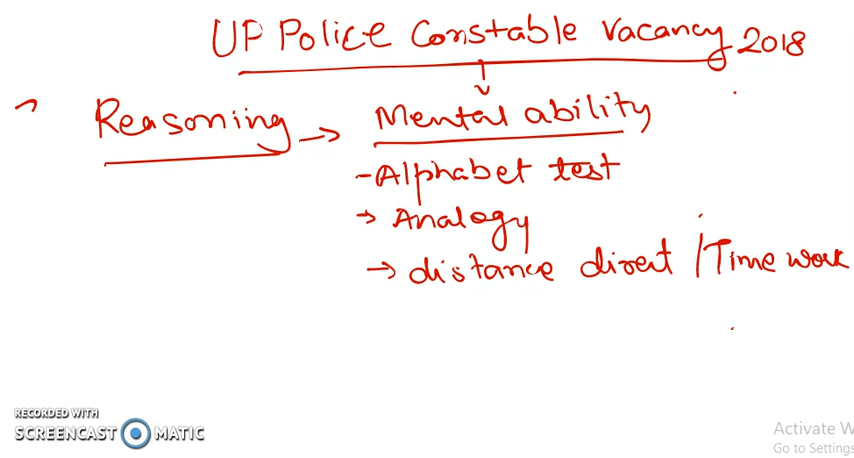 UP Police Constable Vacancy 2018
Reasoning → Mental ability
- Alphabet test
→ Analogy
→ distance direct / Time work
RECORDED WITH
SCREENCAST MATIC
Activate W
Go to Settings